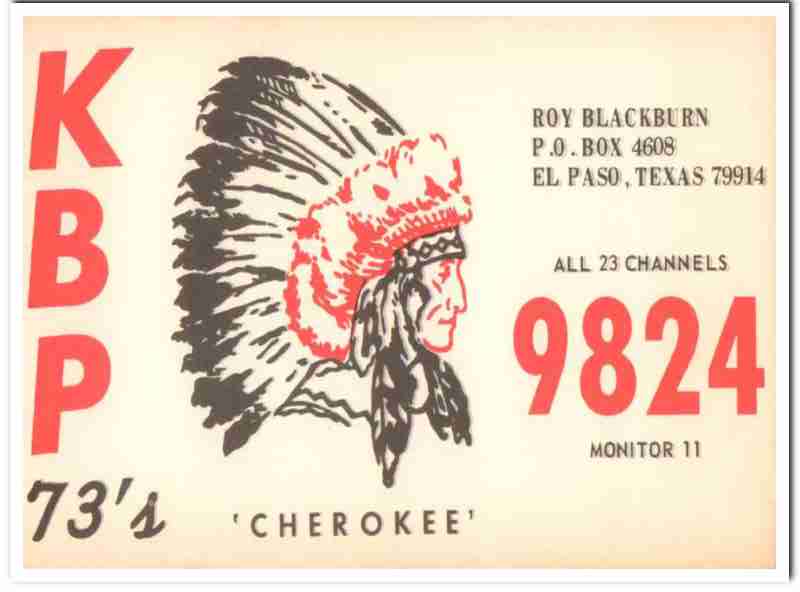 K
B
P
73's
'CHEROKEE'
ROY BLACKBURN
P.O. BOX 4608
EL PASO, TEXAS 79914
ALL 23 CHANNELS
9824
MONITOR 11